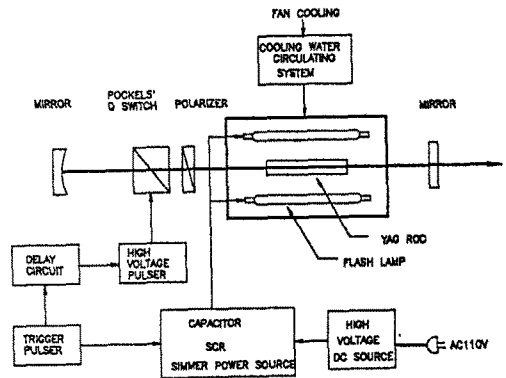 FAN COOLING
COOLING WATER
CIRCULATING
SYSTEM
MIRROR
POCKELS'
Q SWITCH
POLARIZER
MIRROR
YAG ROD
FLASH LAMP
DELAY
CIRCUIT
HIGH
VOLTAGE
PULSER
TRIGGER
PULSER
CAPACITOR
SCR
SIMMER POWER SOURCE
HIGH
VOLTAGE
DC SOURCE
AC110V